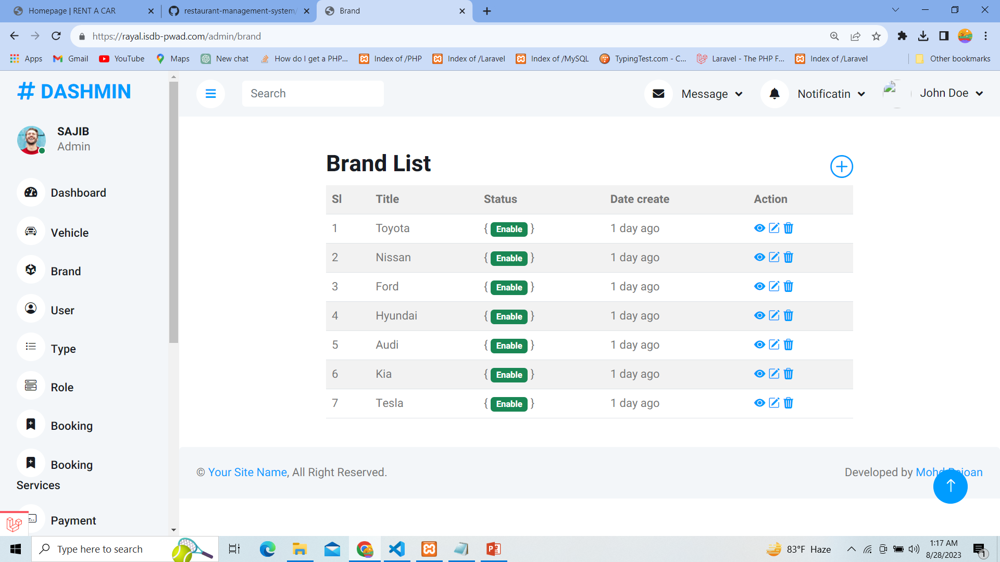 Homepage | RENT A CAR
restaurant-management-system/
Brand
https://rayal.isdb-pwad.com/admin/brand
Apps
Gmail
YouTube
Maps
New chat
How do I get a PHP...
Index of /PHP
Index of /Laravel
Index of /MySQL
TypingTest.com - C...
Laravel - The PHP F...
Index of /Laravel
Other bookmarks
# DASHMIN
Search
Message
Notificatin
John Doe
SAJIB
Admin
Dashboard
Vehicle
Brand
User
Type
Role
Booking
Booking
Services
Payment
Brand List
Sl Title Status Date create Action
1 Toyota { Enable } 1 day ago
2 Nissan { Enable } 1 day ago
3 Ford { Enable } 1 day ago
4 Hyundai { Enable } 1 day ago
5 Audi { Enable } 1 day ago
6 Kia { Enable } 1 day ago
7 Tesla { Enable } 1 day ago
© Your Site Name, All Right Reserved.
Developed by Mohd
Type here to search
83°F Haze
1:17 AM
8/28/2023
1